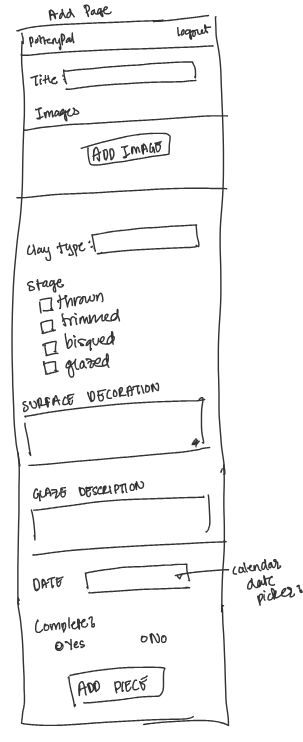 Add Page
PotteryPal Logout
Title:
Images
ADD IMAGE
Clay type:
Stage
thrown
trimmed
bisqued
glazed
SURFACE DECORATION
GLAZE DESCRIPTION
DATE
calendar
date
picker?
Complete?
Yes No
ADD PIECE